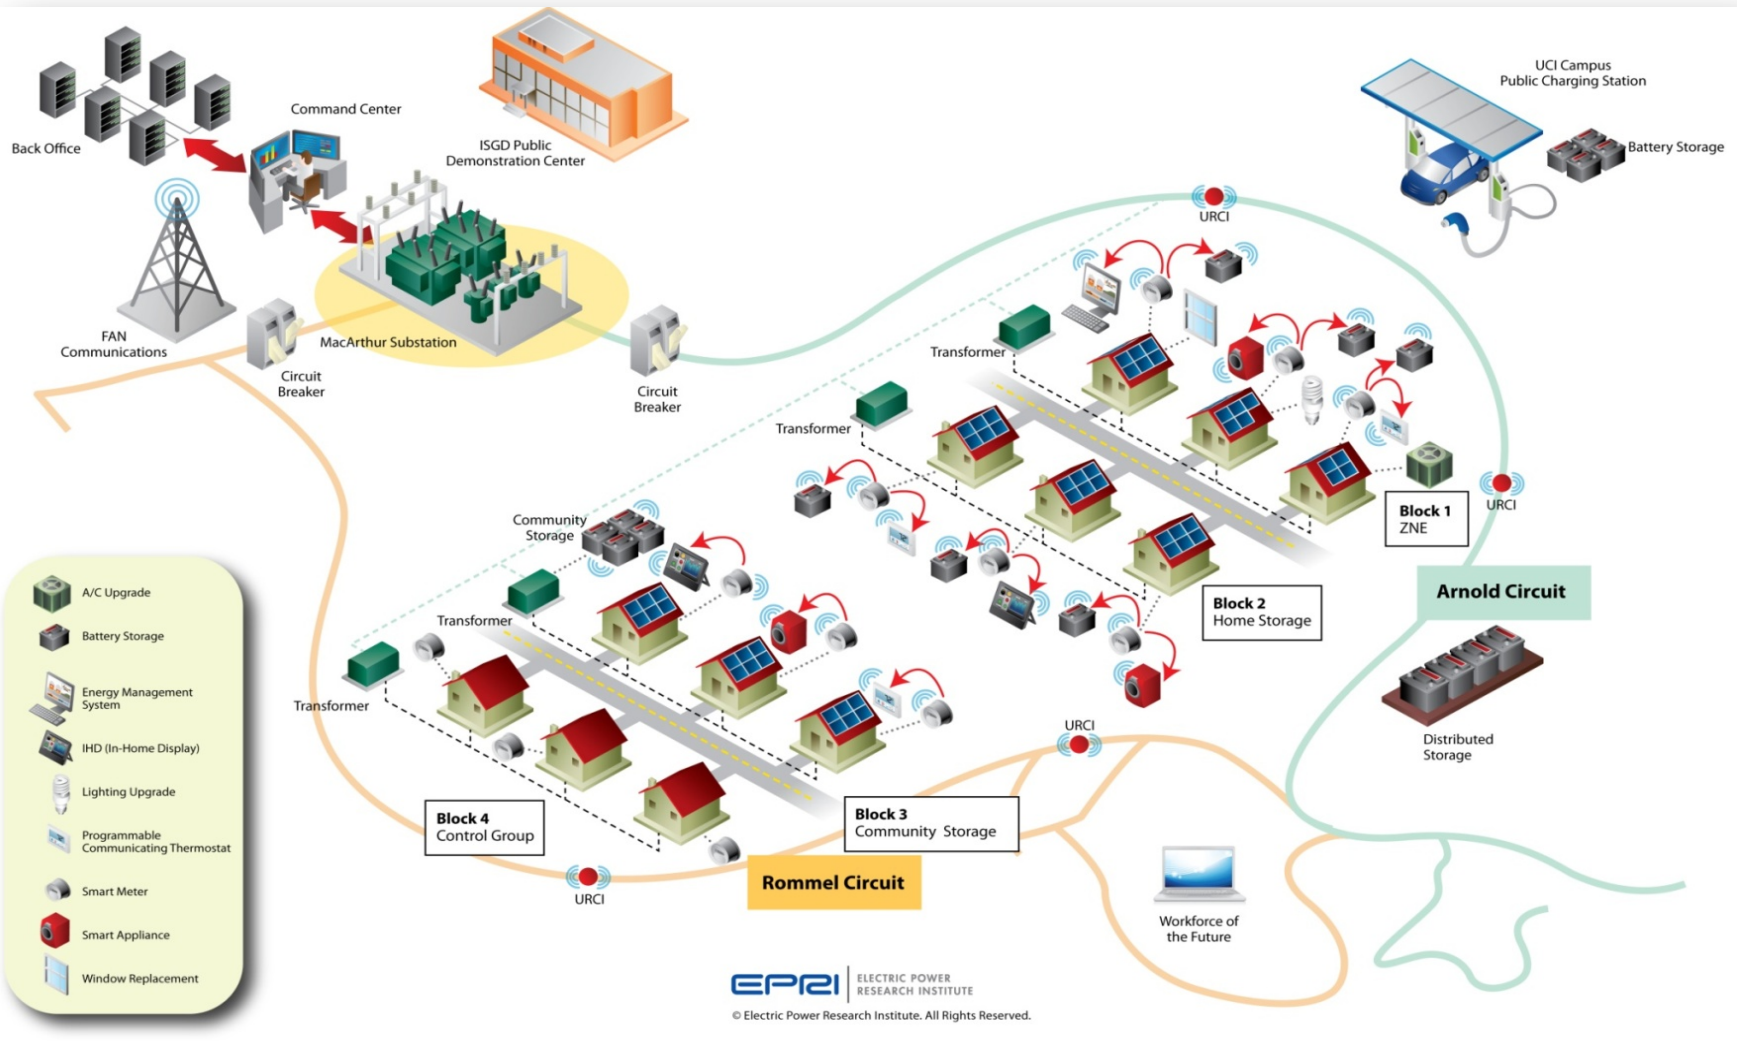 Back Office
Command Center
ISGD Public
Demonstration Center
UCI Campus
Public Charging Station
Battery Storage
FAN
Communications
Circuit
Breaker
MacArthur Substation
Circuit
Breaker
URCI
Transformer
Transformer
URCI
Block 1
ZNE
Community
Storage
Transformer
Block 2
Home Storage
Arnold Circuit
Transformer
URCI
Distributed
Storage
Block 4
Control Group
Block 3
Community Storage
Rommel Circuit
URCI
Workforce of
the Future
A/C Upgrade
Battery Storage
Energy Management
System
IHD (In-Home Display)
Lighting Upgrade
Programmable
Communicating Thermostat
Smart Meter
Smart Appliance
Window Replacement
EPRI
ELECTRIC POWER
RESEARCH INSTITUTE
© Electric Power Research Institute. All Rights Reserved.